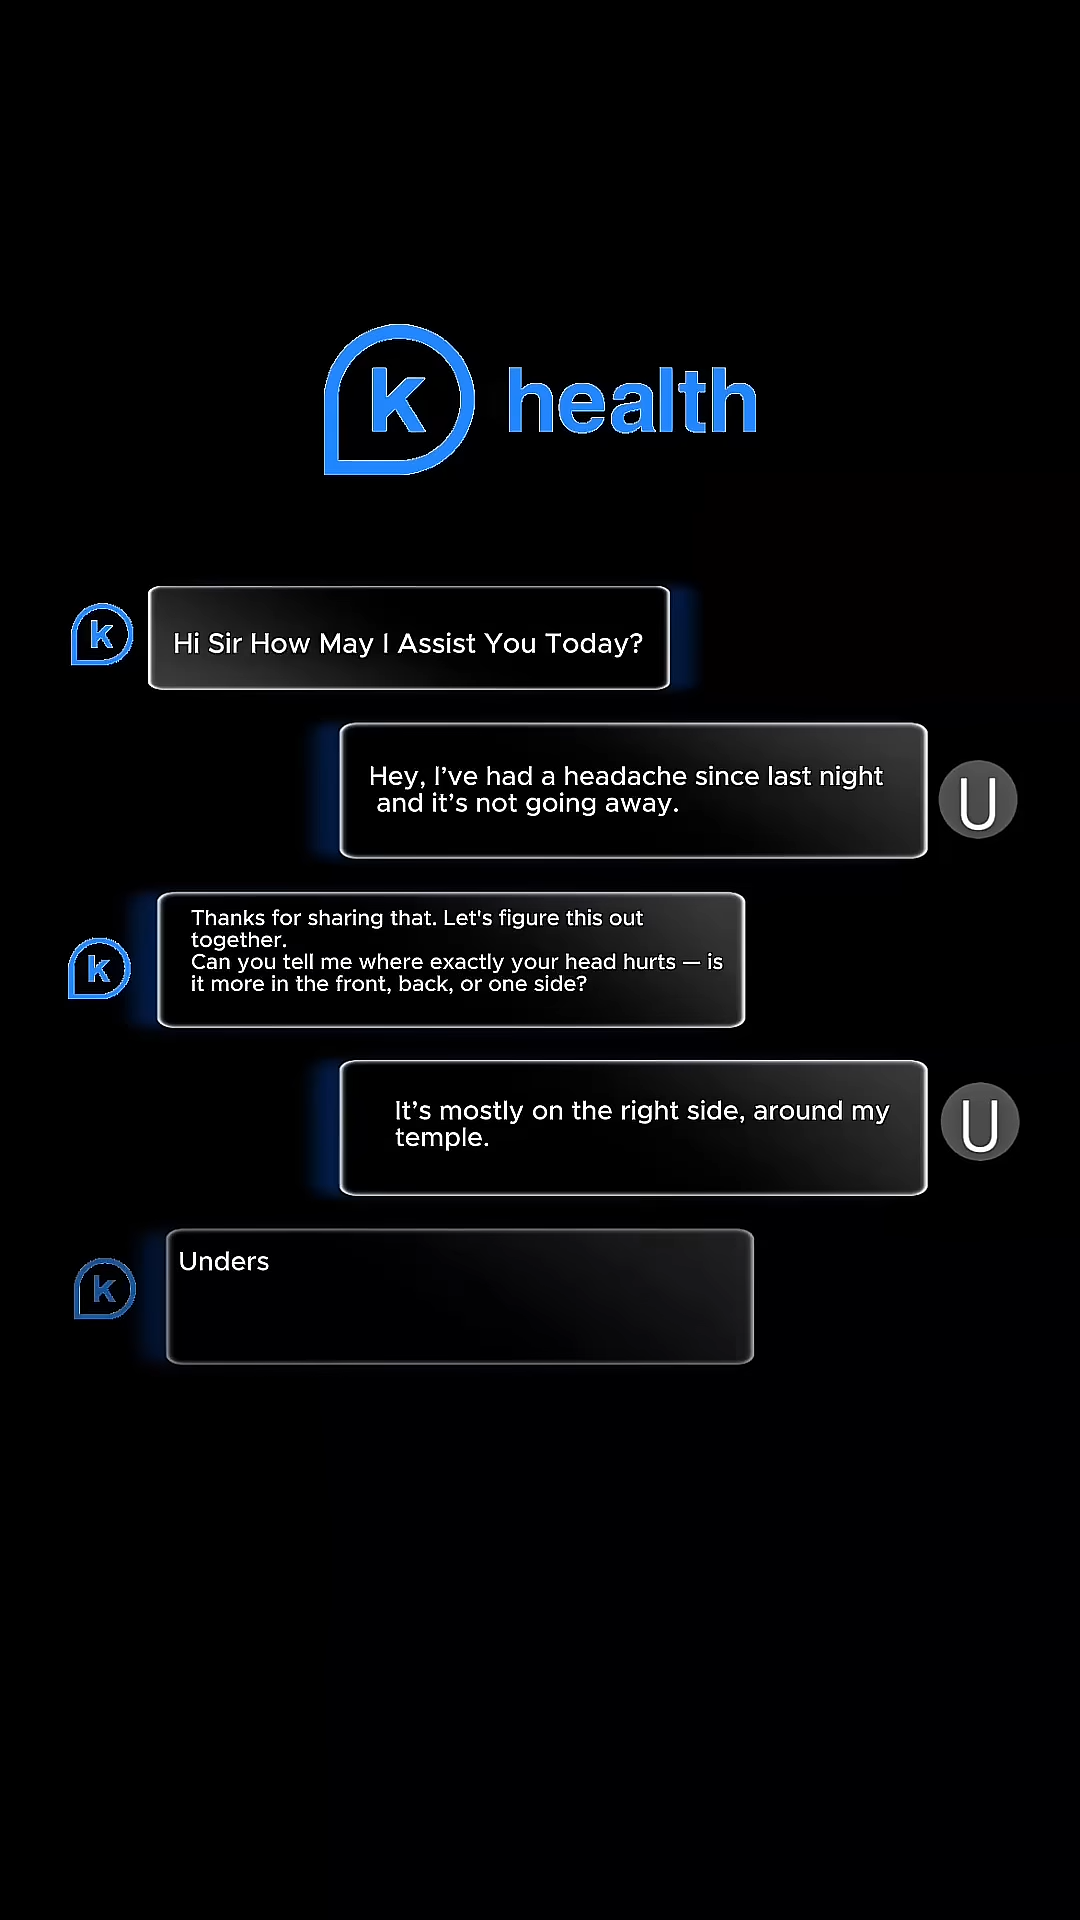 k health
k
Hi Sir How May I Assist You Today?
Hey, I’ve had a headache since last night
and it’s not going away.
U
Thanks for sharing that. Let's figure this out
together.
k
Can you tell me where exactly your head hurts — is
it more in the front, back, or one side?
It’s mostly on the right side, around my
temple.
U
Unders
k